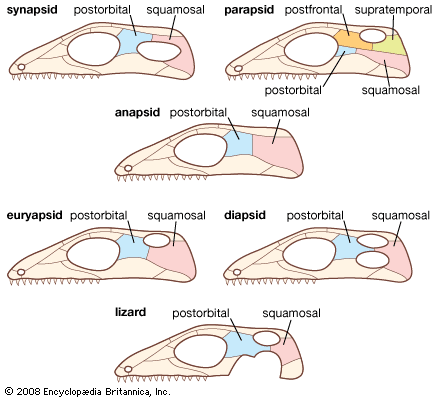 synapsid postorbital squamosal
parapsid postfrontal supratemporal
postorbital squamosal
anapsid postorbital squamosal
euryapsid postorbital squamosal
diapsid postorbital squamosal
lizard postorbital squamosal
© 2008 Encyclopædia Britannica, Inc.